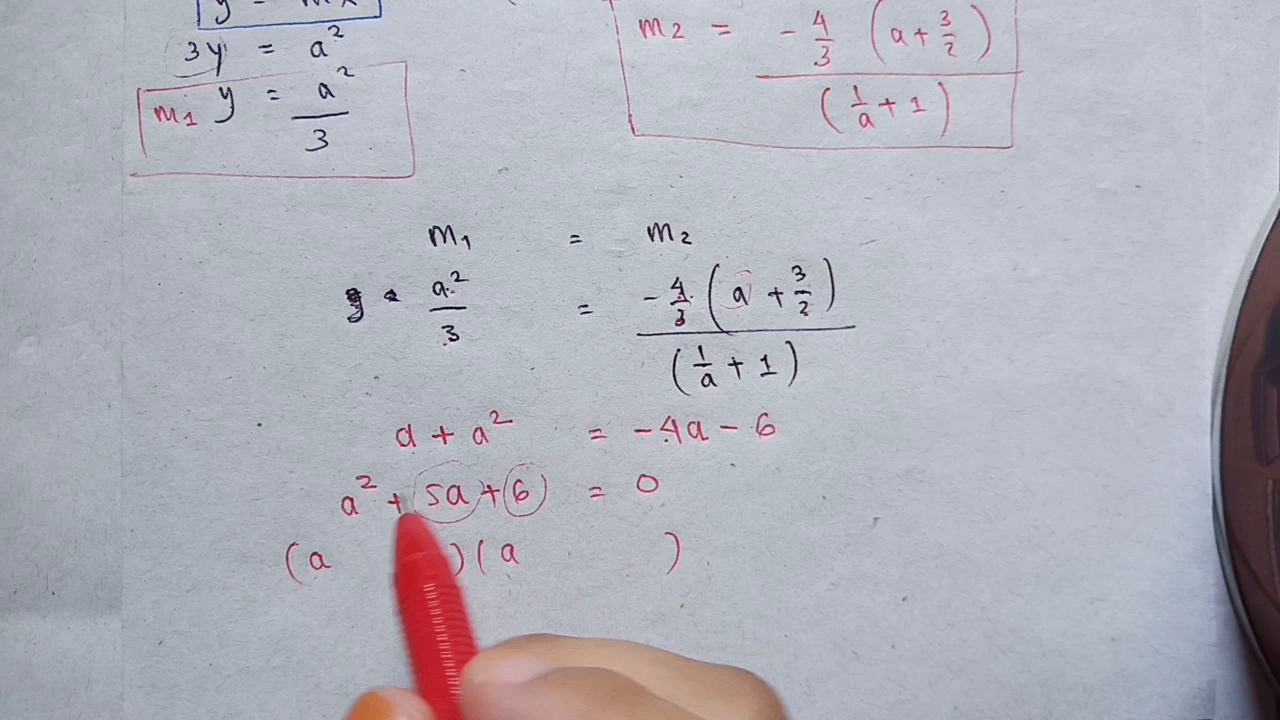 y = mx
3y = a²
m₁ y = a²/3
m₂ = -4/3 (a + 3/2) / (1/a + 1)
m₁ = m₂
a²/3 = -4/3 (a + 3/2) / (1/a + 1)
a + a² = -4a - 6
a² + 5a + 6 = 0
(a )(a )